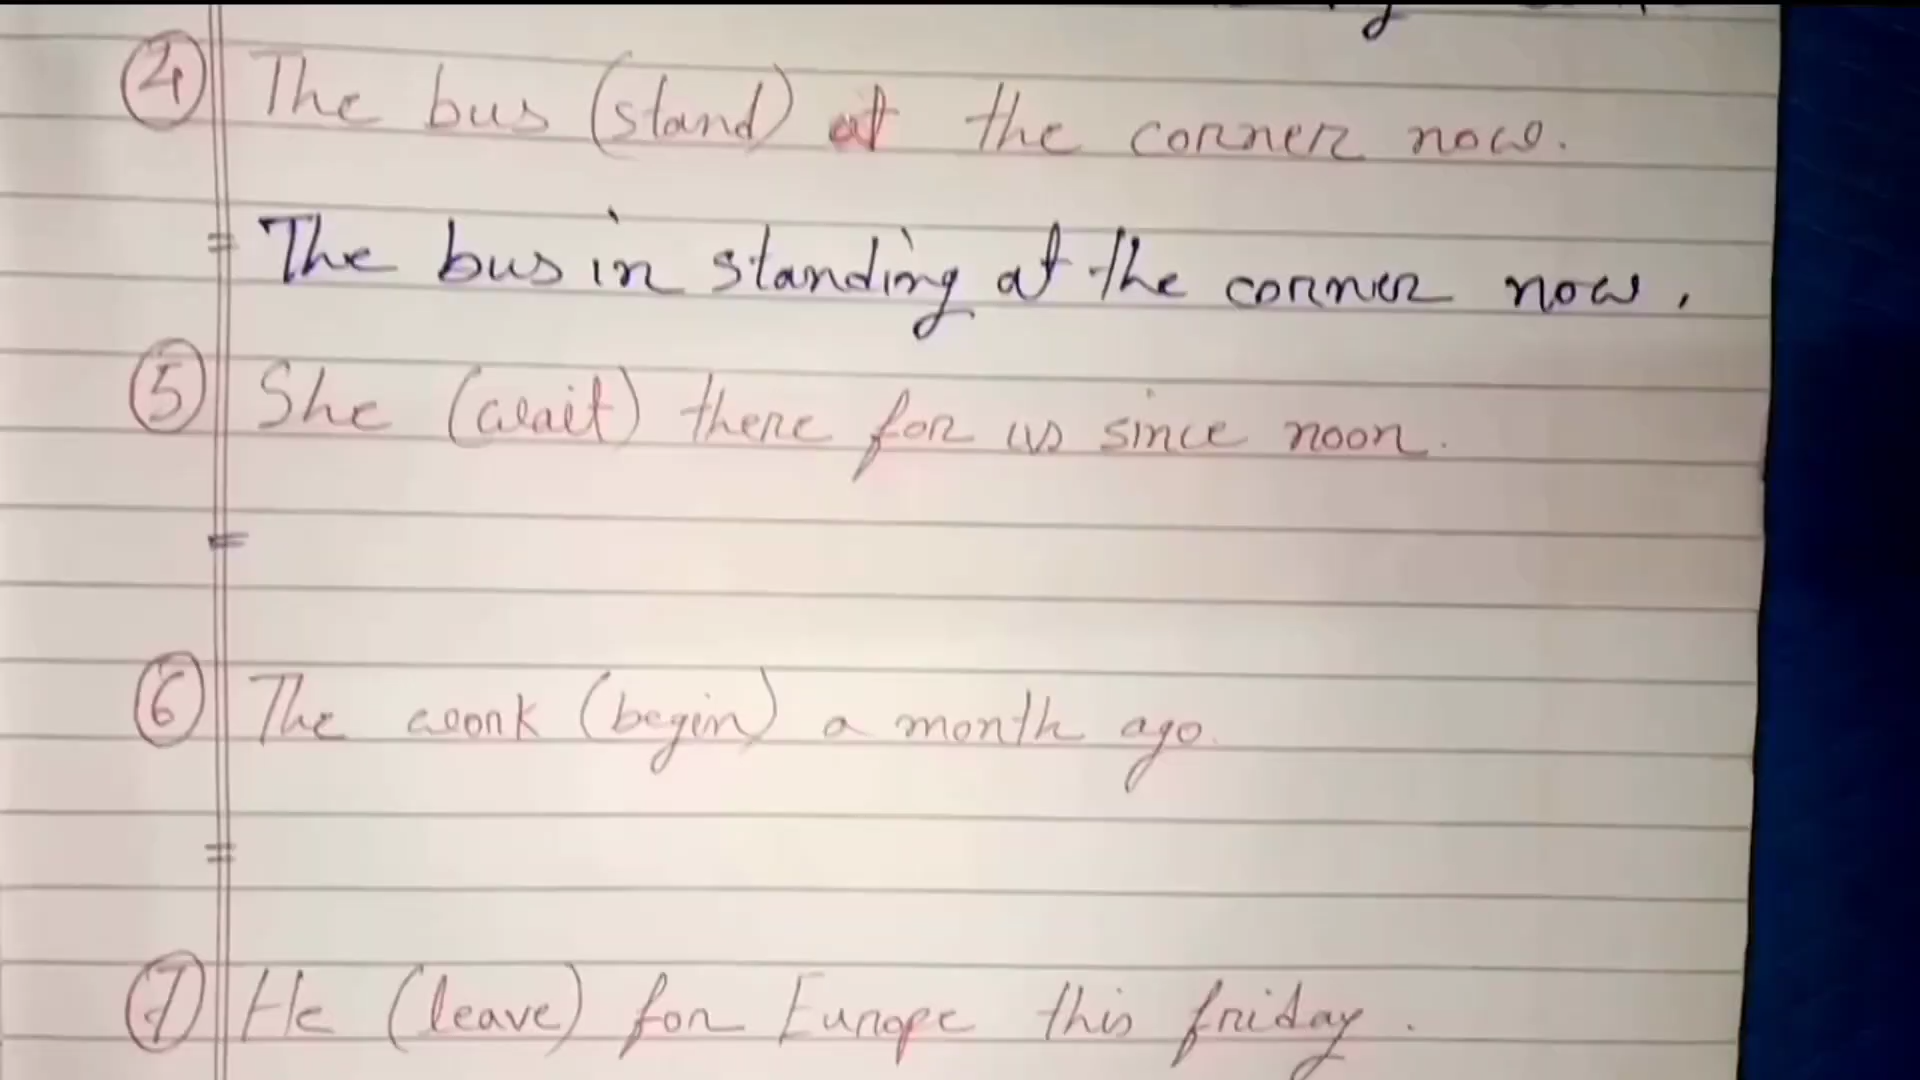 ④ The bus (stand) at the corner now.
= The bus in standing at the corner now.
⑤ She (wait) there for us since noon.
=
⑥ The work (begin) a month ago.
=
⑦ He (leave) for Europe this friday.